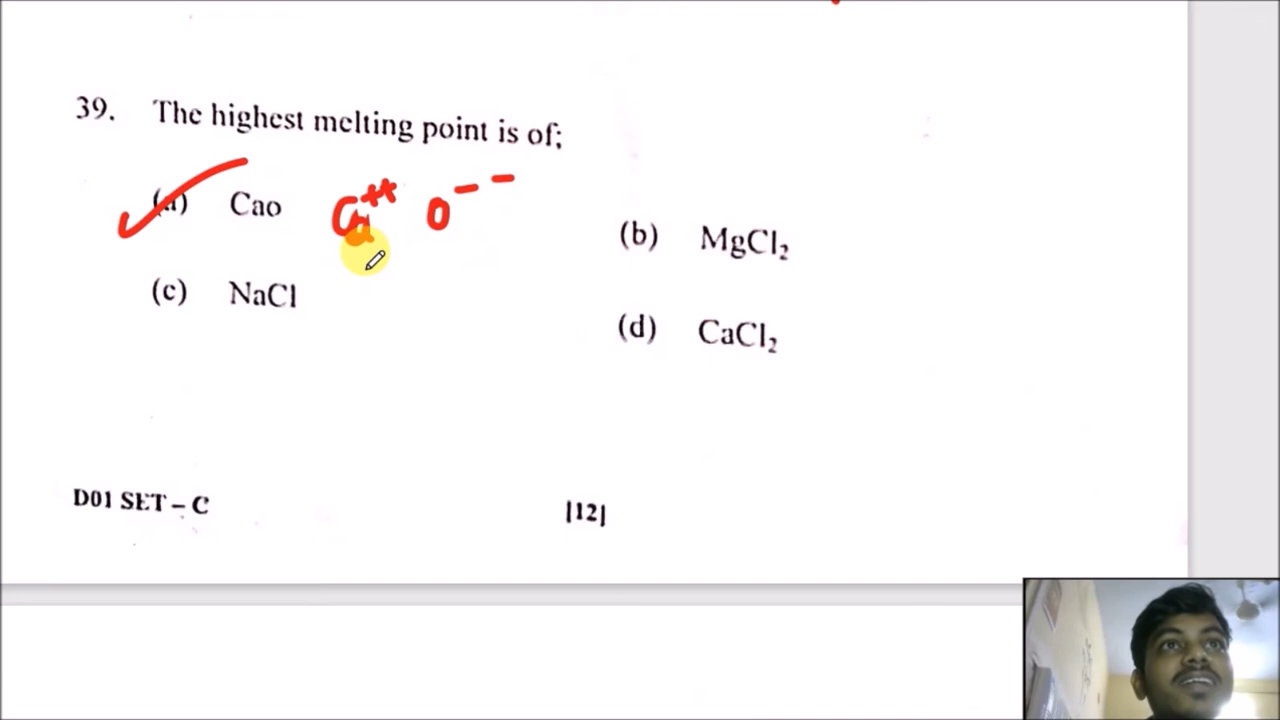 39. The highest melting point is of;
(a) Cao Ca++ O--
(b) MgCl₂
(c) NaCl
(d) CaCl₂
D01 SET – C [12]